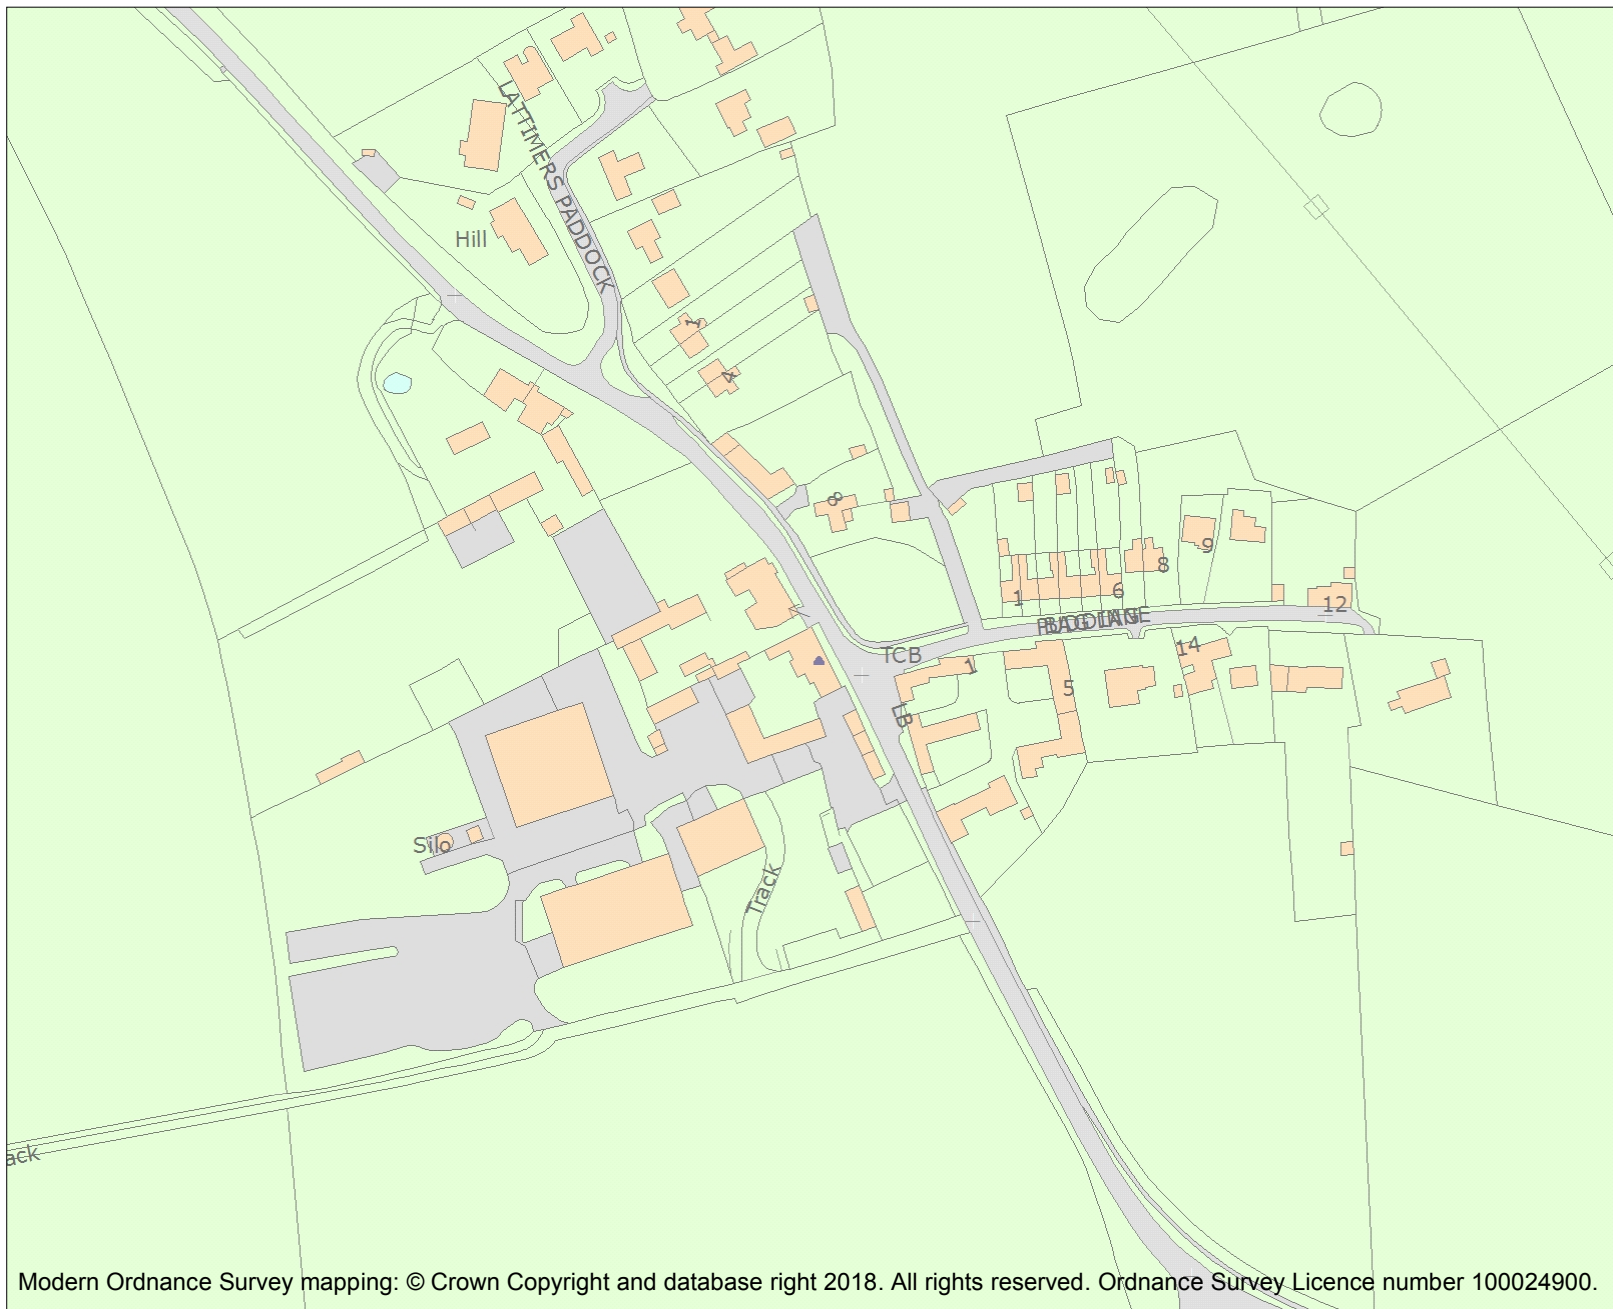 LATTIMERS PADDOCK
Hill
1
4
8
9
8
1
6
12
TCB
1
14
5
LB
Silo
Track
ack
Modern Ordnance Survey mapping: © Crown Copyright and database right 2018. All rights reserved. Ordnance Survey Licence number 100024900.